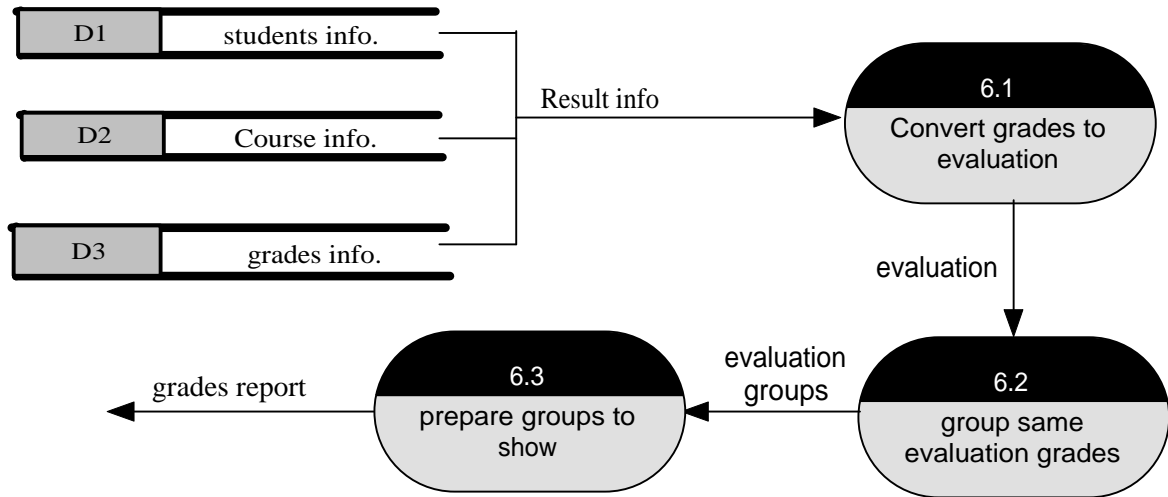 D1 students info.
D2 Course info.
D3 grades info.
Result info
6.1
Convert grades to
evaluation
evaluation
6.2
group same
evaluation grades
evaluation
groups
6.3
prepare groups to
show
grades report